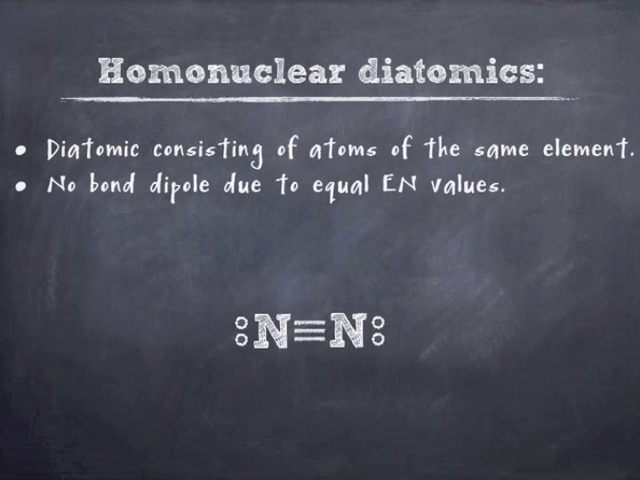 Homonuclear diatomics:
• Diatomic consisting of atoms of the same element.
• No bond dipole due to equal EN values.
:N≡N: